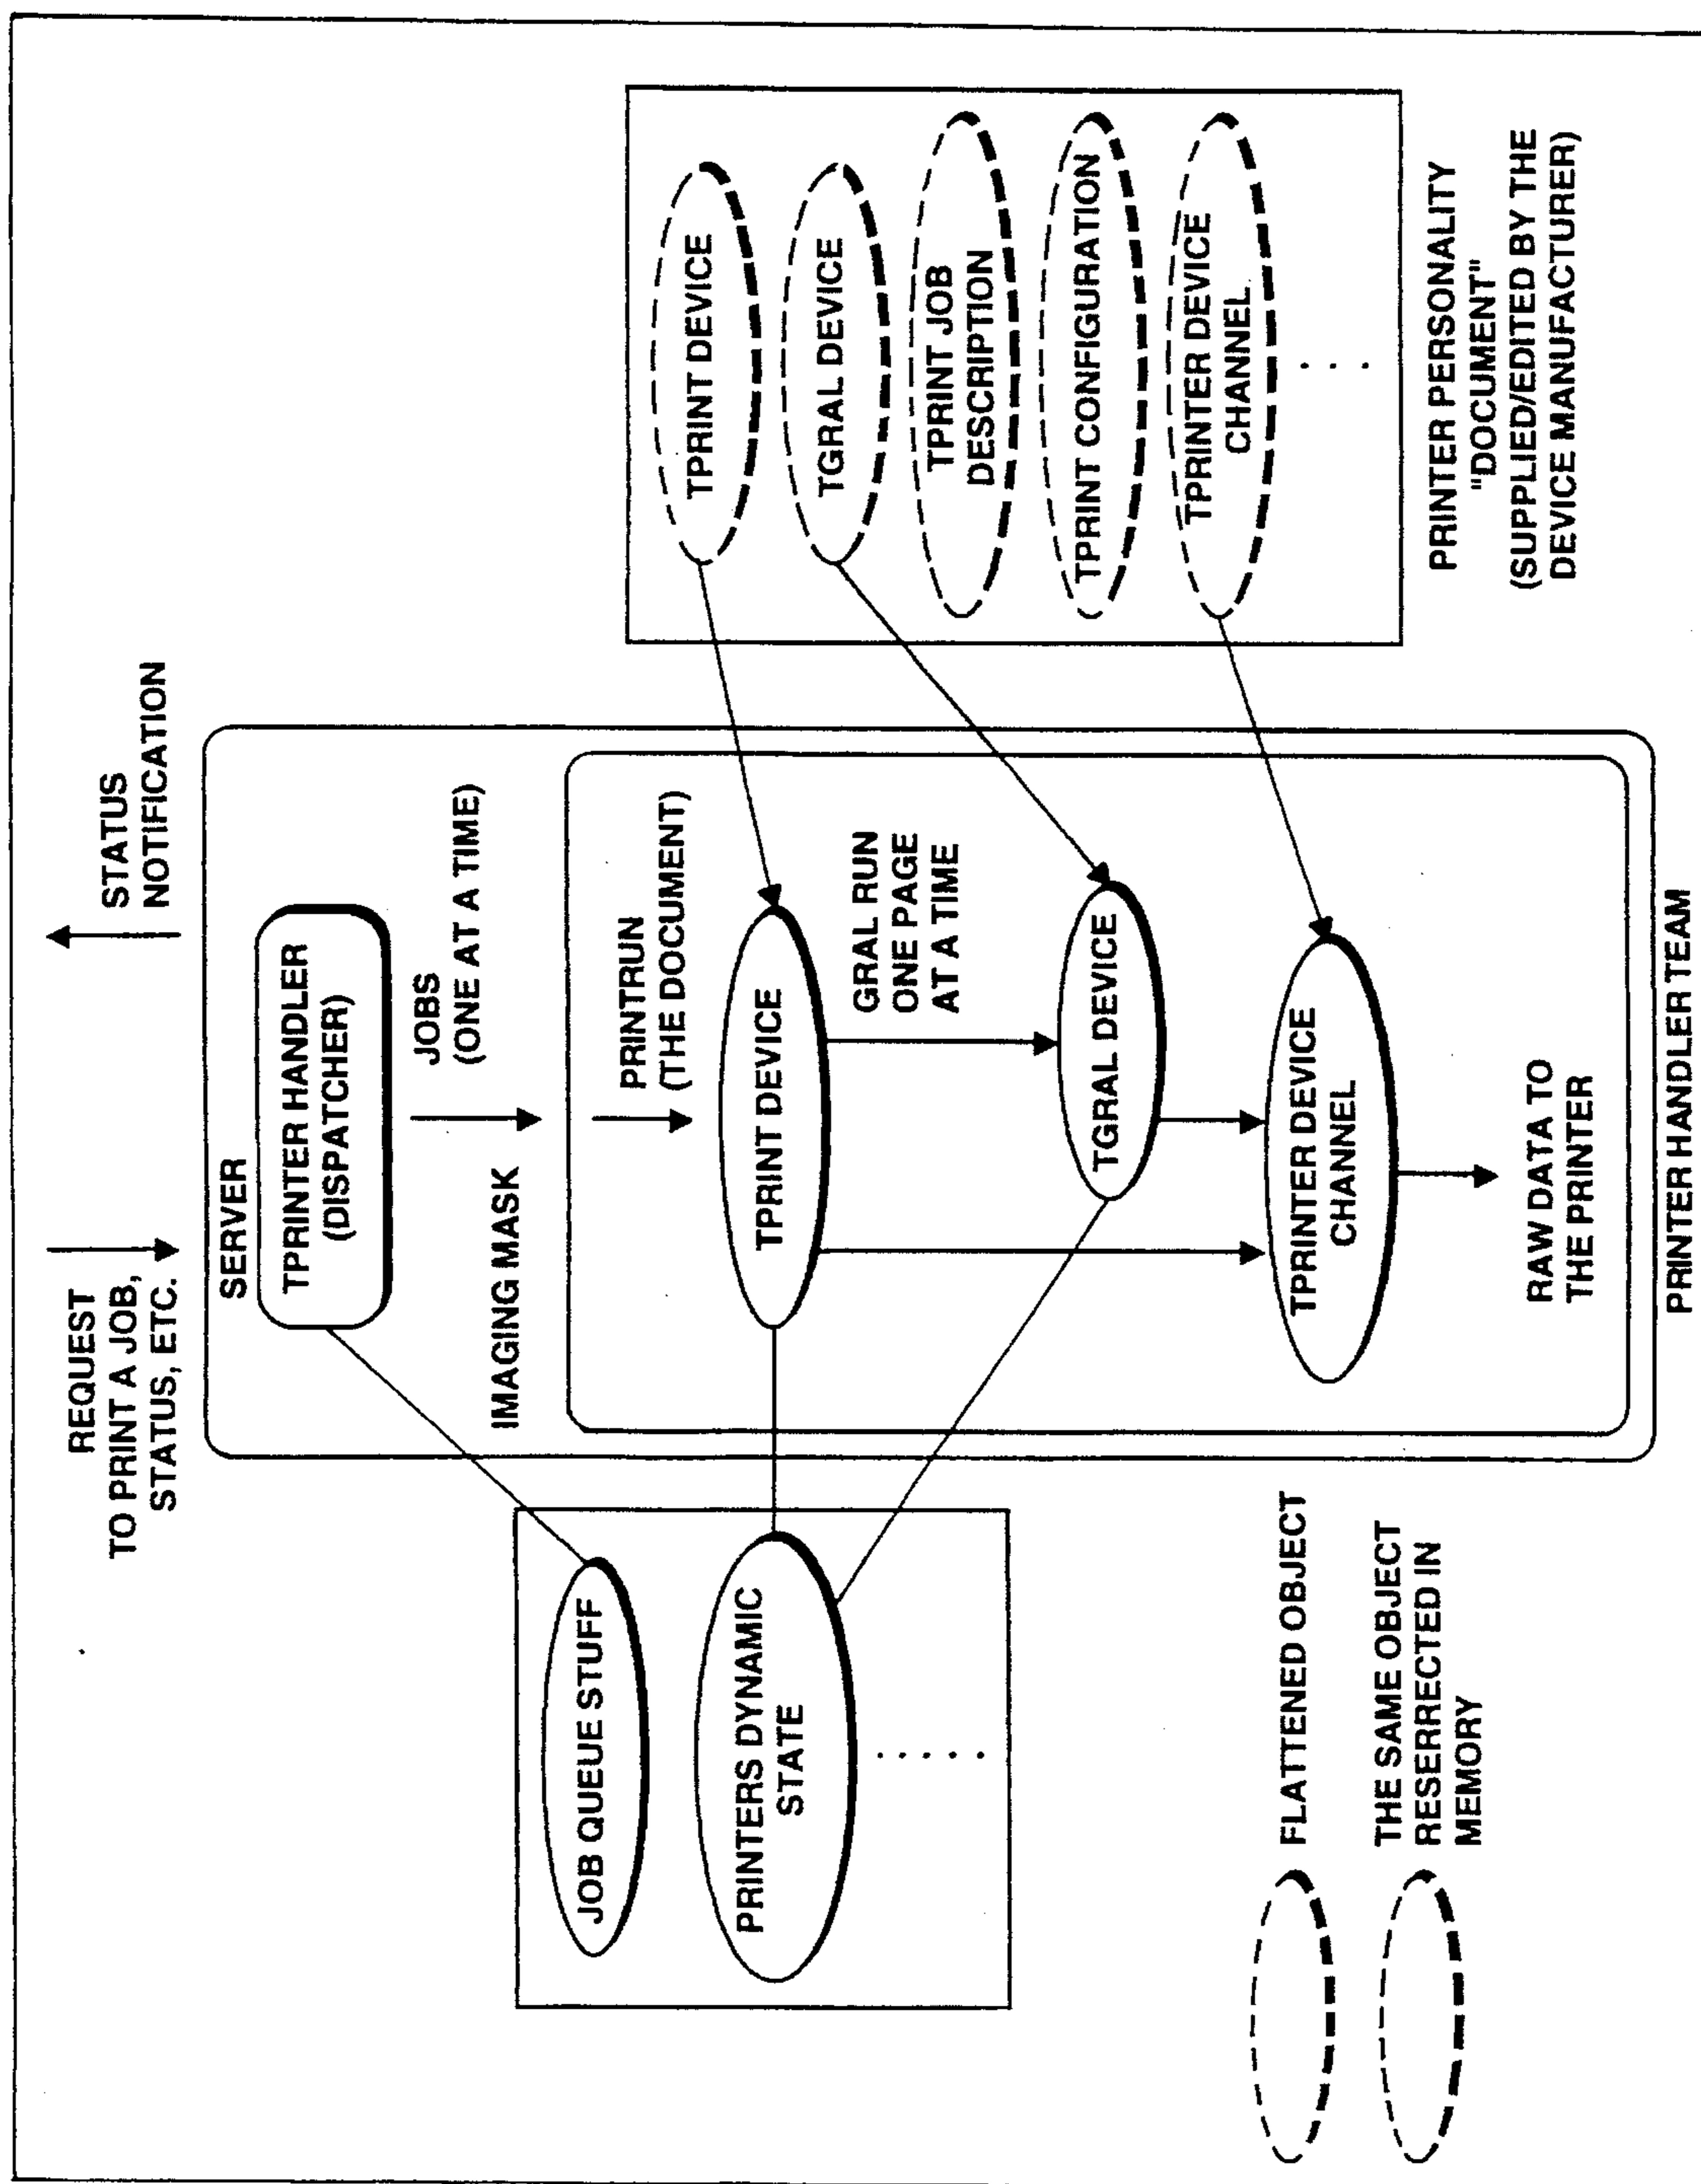 REQUEST
TO PRINT A JOB,
STATUS, ETC.
STATUS
NOTIFICATION
SERVER
TPRINTER HANDLER
(DISPATCHER)
JOBS
(ONE AT A TIME)
IMAGING MASK
PRINTRUN
(THE DOCUMENT)
TPRINT DEVICE
GRAL RUN
ONE PAGE
AT A TIME
TGRAL DEVICE
TPRINTER DEVICE
CHANNEL
RAW DATA TO
THE PRINTER
PRINTER HANDLER TEAM
JOB QUEUE STUFF
PRINTERS DYNAMIC
STATE
TPRINT DEVICE
TGRAL DEVICE
TPRINT JOB
DESCRIPTION
TPRINT CONFIGURATION
TPRINTER DEVICE
CHANNEL
PRINTER PERSONALITY
"DOCUMENT"
(SUPPLIED/EDITED BY THE
DEVICE MANUFACTURER)
FLATTENED OBJECT
THE SAME OBJECT
RESERRECTED IN
MEMORY